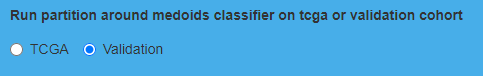 Run partition around medoids classifier on tcga or validation cohort
TCGA Validation